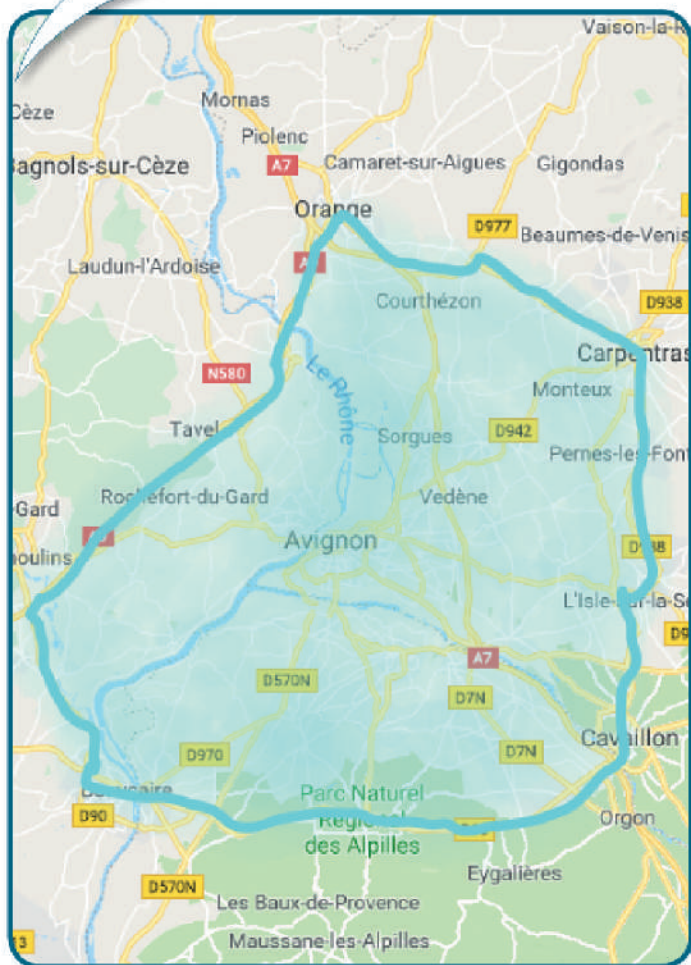 Vaison-la-R
Mornas
Cèze
Piolenc
agnols-sur-Cèze
A7
Camaret-sur-Aigues
Gigondas
Orange
D977
Beaumes-de-Venis
Laudun-l'Ardoise
Courthézon
D938
Carpentras
N580
Le Rhône
Monteux
Tavel
Sorgues
D942
Pernes-les-Font
Rochefort-du-Gard
Vedène
-Gard
Avignon
oulins
D938
L'Isle-sur-la-So
A7
D570N
D7N
Cavaillon
D970
D7N
Beaucaire
Parc Naturel
Régional
des Alpilles
D90
Orgon
Eygalières
D570N
Les Baux-de-Provence
Maussane-les-Alpilles